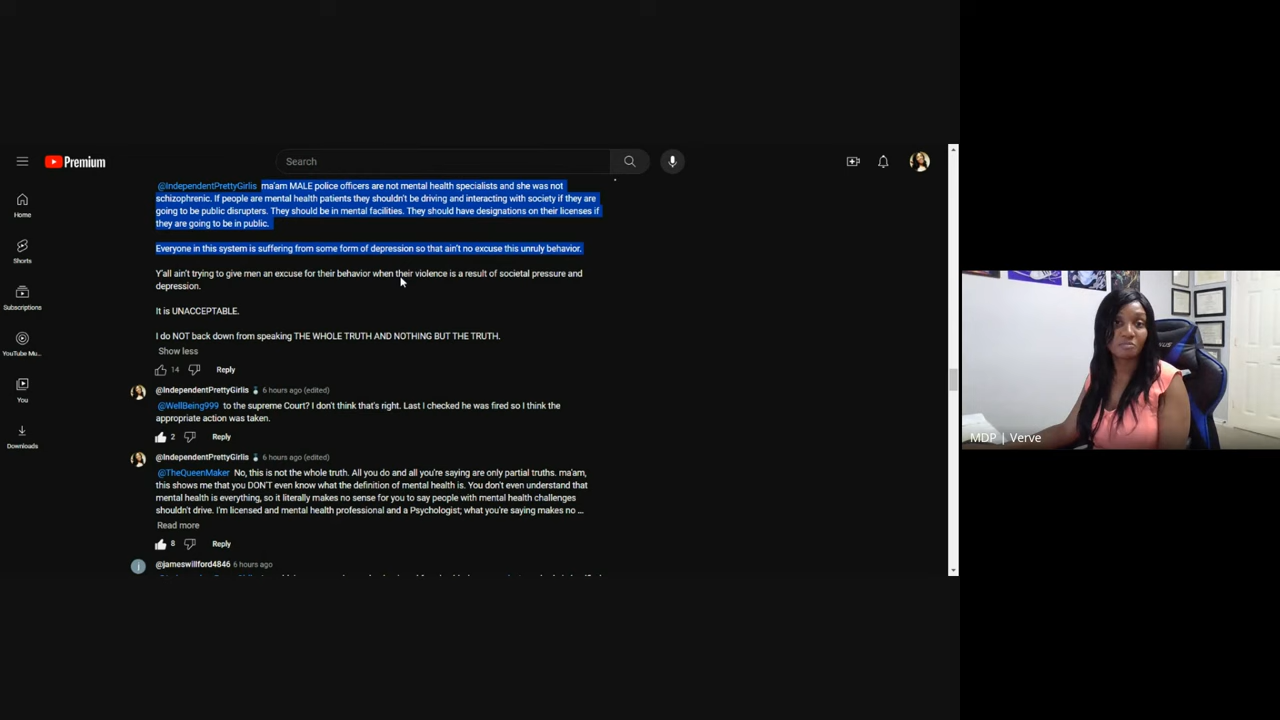 Premium
Search
Home
Shorts
Subscriptions
YouTube Mu...
You
Downloads
@IndependentPrettyGirlis ma'am MALE police officers are not mental health specialists and she was not
schizophrenic. If people are mental health patients they shouldn't be driving and interacting with society if they are
going to be public disrupters. They should be in mental facilities. They should have designations on their licenses if
they are going to be in public.
Everyone in this system is suffering from some form of depression so that ain't no excuse this unruly behavior.
Y'all ain't trying to give men an excuse for their behavior when their violence is a result of societal pressure and
depression.
It is UNACCEPTABLE.
I do NOT back down from speaking THE WHOLE TRUTH AND NOTHING BUT THE TRUTH.
Show less
14 Reply
@IndependentPrettyGirlis 6 hours ago (edited)
@WellBeing999 to the supreme Court? I don't think that's right. Last I checked he was fired so I think the
appropriate action was taken.
2 Reply
@IndependentPrettyGirlis 6 hours ago (edited)
@TheQueenMaker No, this is not the whole truth. All you do and all you're saying are only partial truths. ma'am,
this shows me that you DON'T even know what the definition of mental health is. You don't even understand that
mental health is everything, so it literally makes no sense for you to say people with mental health challenges
shouldn't drive. I'm licensed and mental health professional and a Psychologist; what you're saying makes no ...
Read more
8 Reply
@jameswillford4846 6 hours ago
MDP | Verve